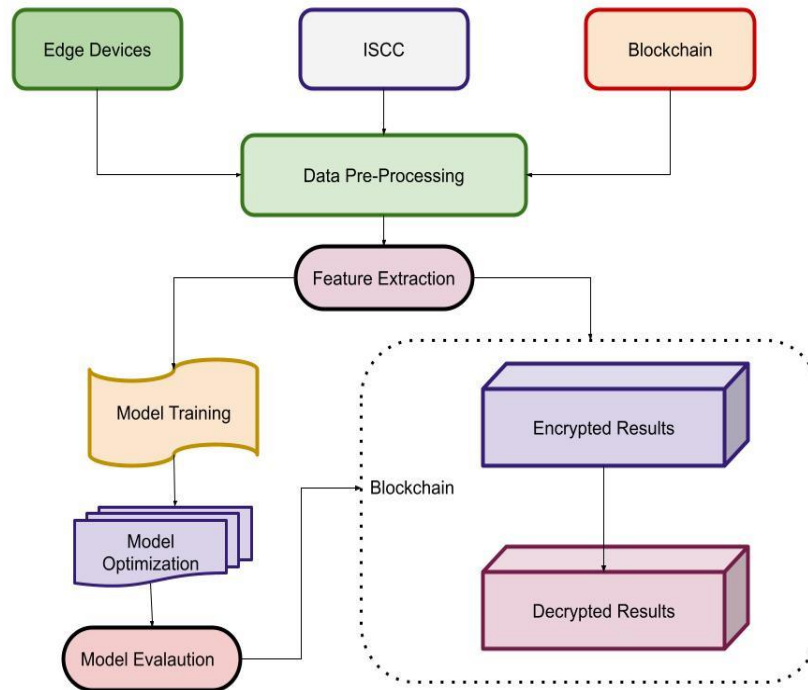 Edge Devices
ISCC
Blockchain
Data Pre-Processing
Feature Extraction
Model Training
Encrypted Results
Blockchain
Model
Optimization
Decrypted Results
Model Evalaution